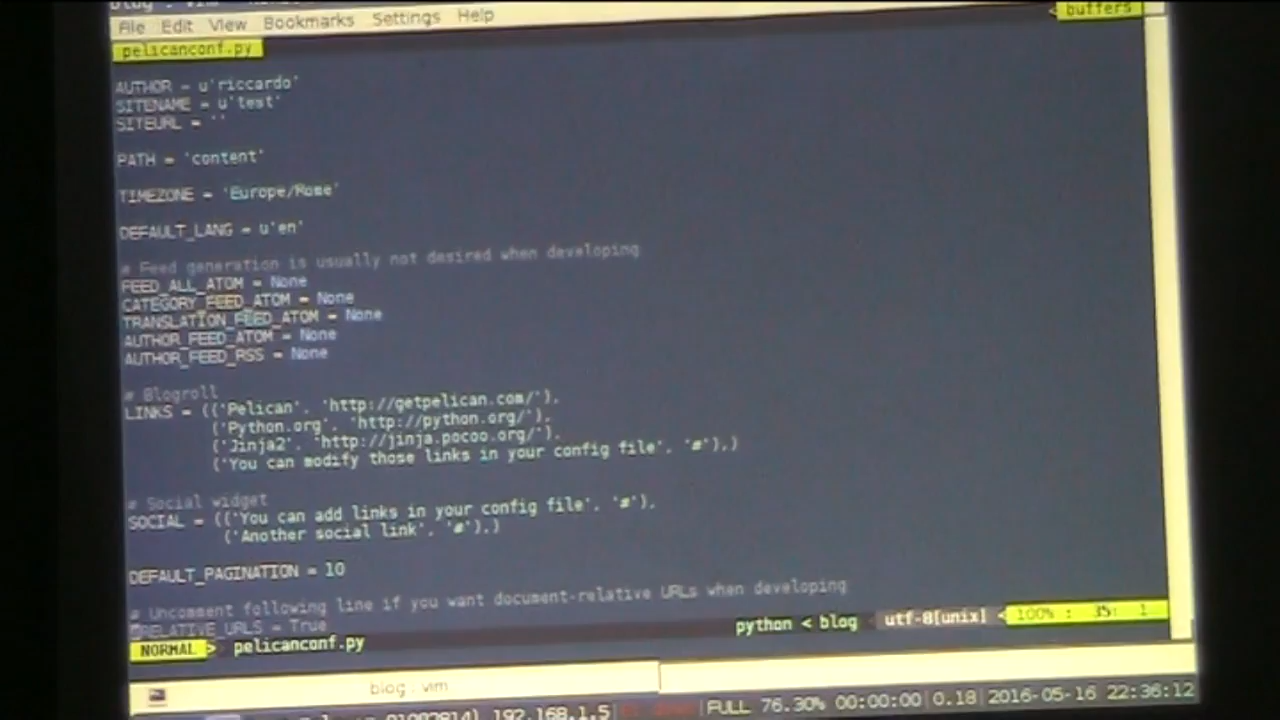 blog : vim
File Edit View Bookmarks Settings Help
pelicanconf.py
buffers
AUTHOR = u'riccardo'
SITENAME = u'test'
SITEURL = ''
PATH = 'content'
TIMEZONE = 'Europe/Rome'
DEFAULT_LANG = u'en'
# Feed generation is usually not desired when developing
FEED_ALL_ATOM = None
CATEGORY_FEED_ATOM = None
TRANSLATION_FEED_ATOM = None
AUTHOR_FEED_ATOM = None
AUTHOR_FEED_RSS = None
# Blogroll
LINKS = (('Pelican', 'http://getpelican.com/'),
('Python.org', 'http://python.org/'),
('Jinja2', 'http://jinja.pocoo.org/'),
('You can modify those links in your config file', '#'),)
# Social widget
SOCIAL = (('You can add links in your config file', '#'),
('Another social link', '#'),)
DEFAULT_PAGINATION = 10
# Uncomment following line if you want document-relative URLs when developing
#RELATIVE_URLS = True
NORMAL > pelicanconf.py python < blog utf-8[unix] < 100% : 35: 1
blog : vim
192.168.1.5 FULL 76.30% 00:00:00 0.18 2016-05-16 22:36:12